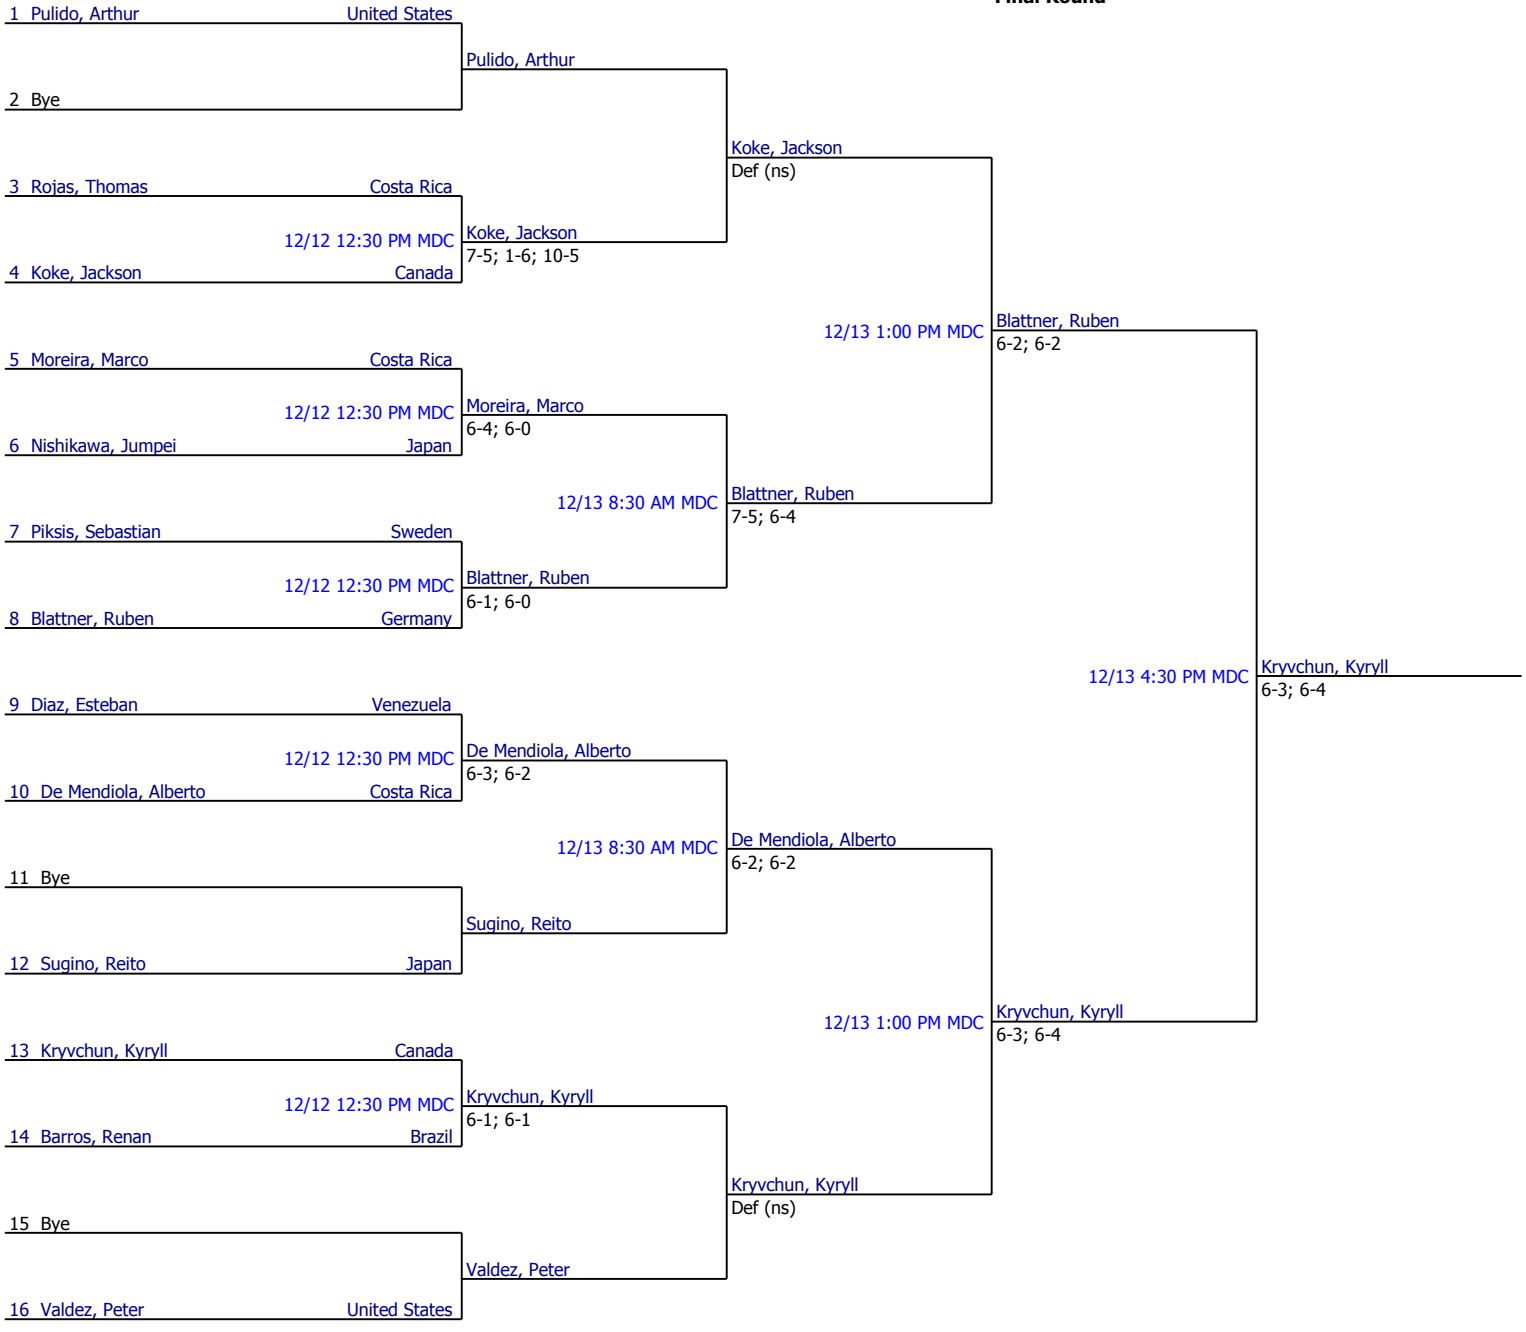 Final Round
1 Pulido, Arthur United States
Pulido, Arthur
2 Bye
Koke, Jackson
Def (ns)
3 Rojas, Thomas Costa Rica
12/12 12:30 PM MDC Koke, Jackson
7-5; 1-6; 10-5
4 Koke, Jackson Canada
12/13 1:00 PM MDC Blattner, Ruben
6-2; 6-2
5 Moreira, Marco Costa Rica
12/12 12:30 PM MDC Moreira, Marco
6-4; 6-0
6 Nishikawa, Jumpei Japan
12/13 8:30 AM MDC Blattner, Ruben
7-5; 6-4
7 Piksis, Sebastian Sweden
12/12 12:30 PM MDC Blattner, Ruben
6-1; 6-0
8 Blattner, Ruben Germany
12/13 4:30 PM MDC Kryvchun, Kyryll
6-3; 6-4
9 Diaz, Esteban Venezuela
12/12 12:30 PM MDC De Mendiola, Alberto
6-3; 6-2
10 De Mendiola, Alberto Costa Rica
12/13 8:30 AM MDC De Mendiola, Alberto
6-2; 6-2
11 Bye
Sugino, Reito
12 Sugino, Reito Japan
12/13 1:00 PM MDC Kryvchun, Kyryll
6-3; 6-4
13 Kryvchun, Kyryll Canada
12/12 12:30 PM MDC Kryvchun, Kyryll
6-1; 6-1
14 Barros, Renan Brazil
Kryvchun, Kyryll
Def (ns)
15 Bye
Valdez, Peter
16 Valdez, Peter United States